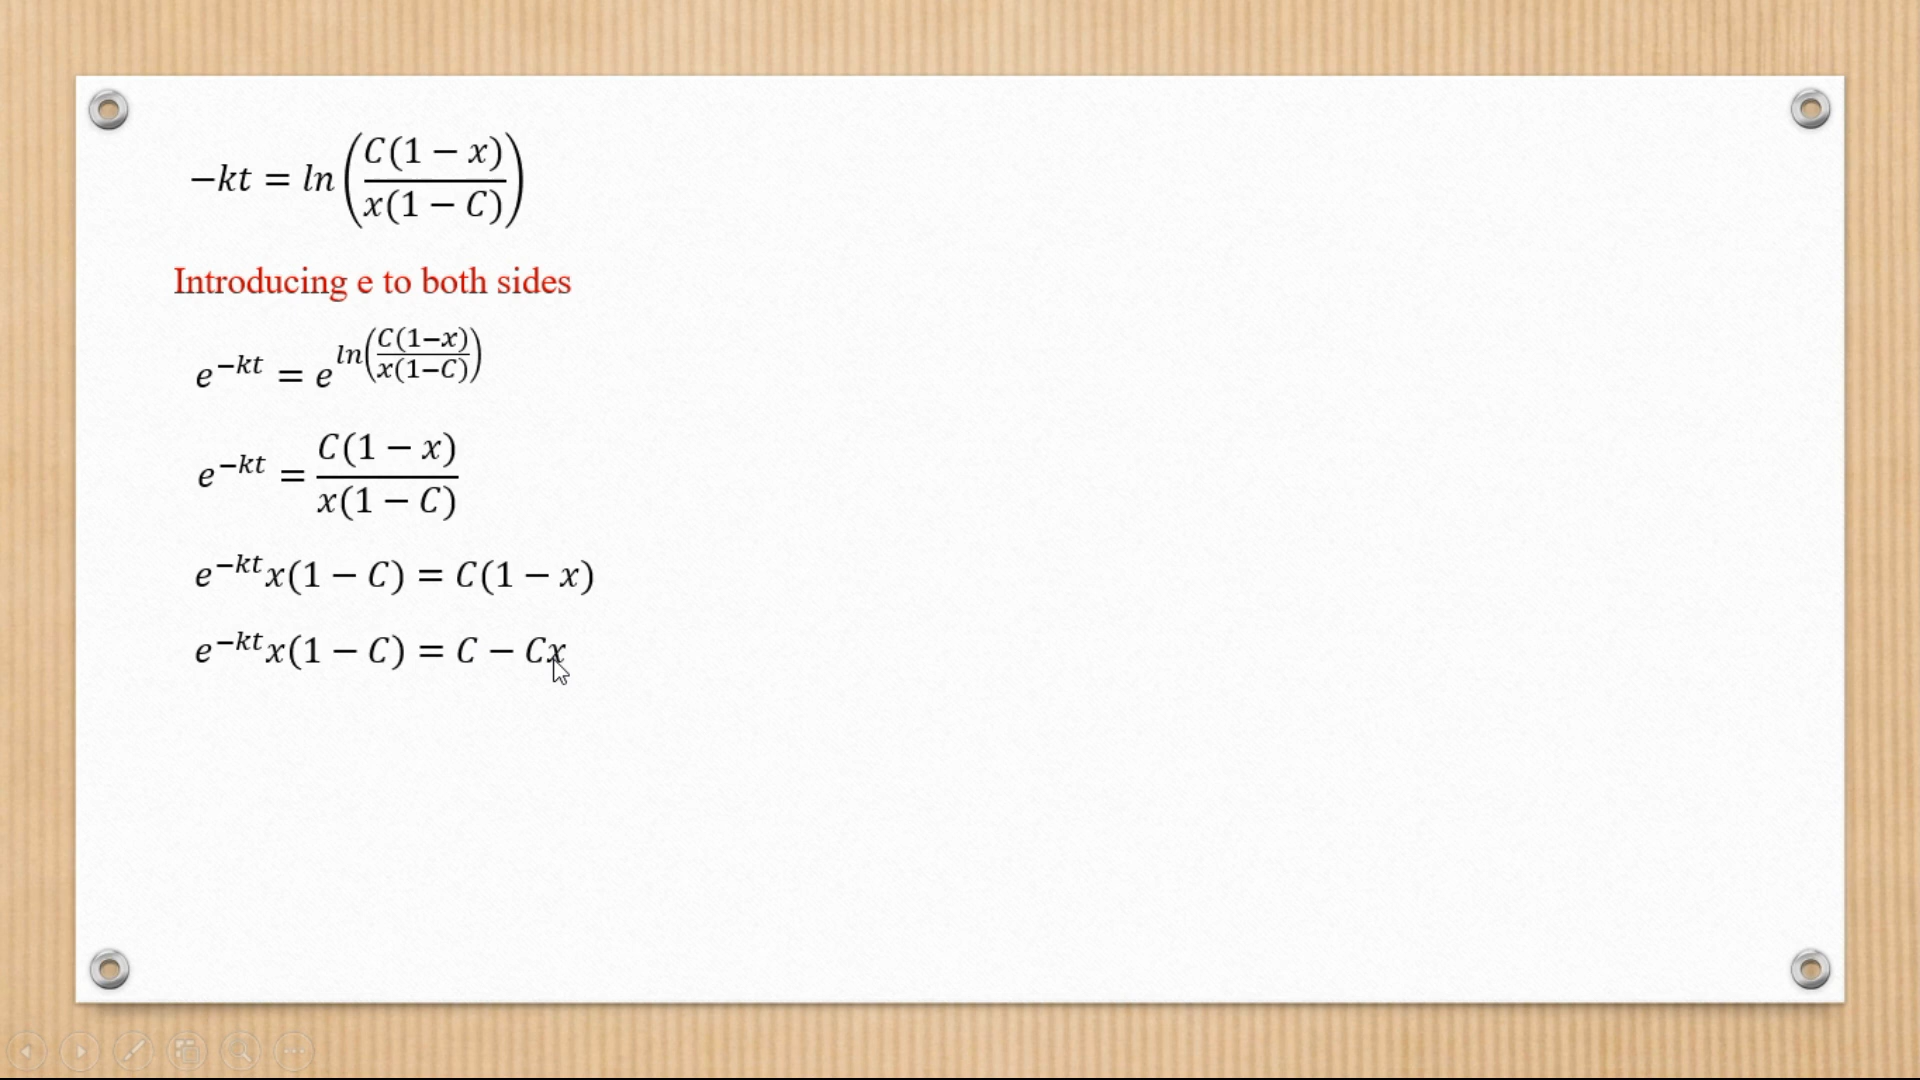 −kt = ln(C(1 − x)/x(1 − C))
Introducing e to both sides
e^{−kt} = e^{ln(C(1−x)/x(1−C))}
e^{−kt} = C(1 − x)/x(1 − C)
e^{−kt}x(1 − C) = C(1 − x)
e^{−kt}x(1 − C) = C − Cx